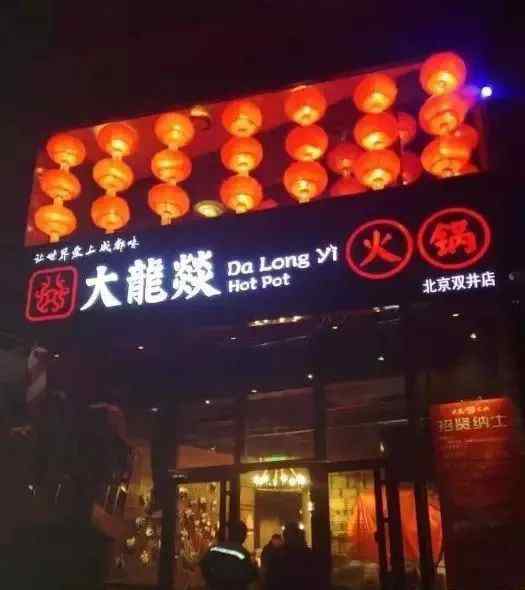 让世界爱上成都味
大龍燚
Da Long Yi
Hot Pot
火锅
北京双井店
招贤纳士